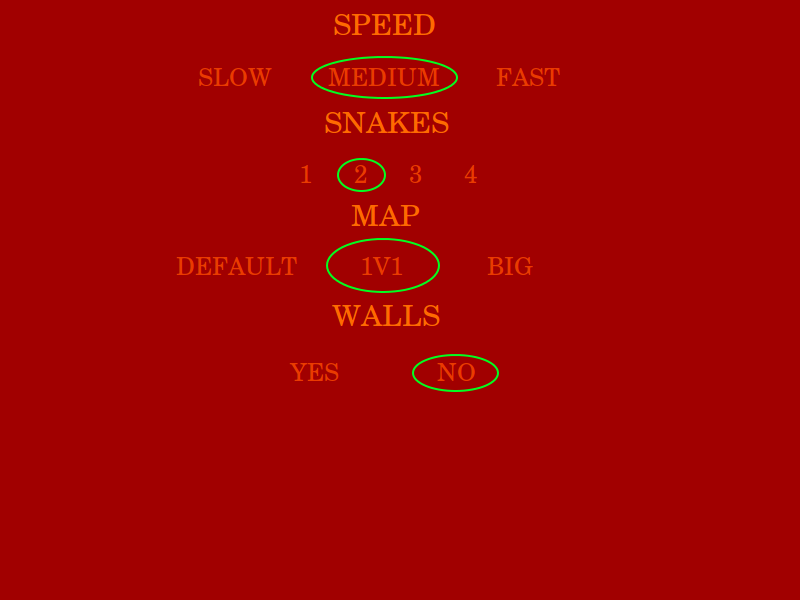 SPEED
SLOW MEDIUM FAST
SNAKES
1 2 3 4
MAP
DEFAULT 1V1 BIG
WALLS
YES NO